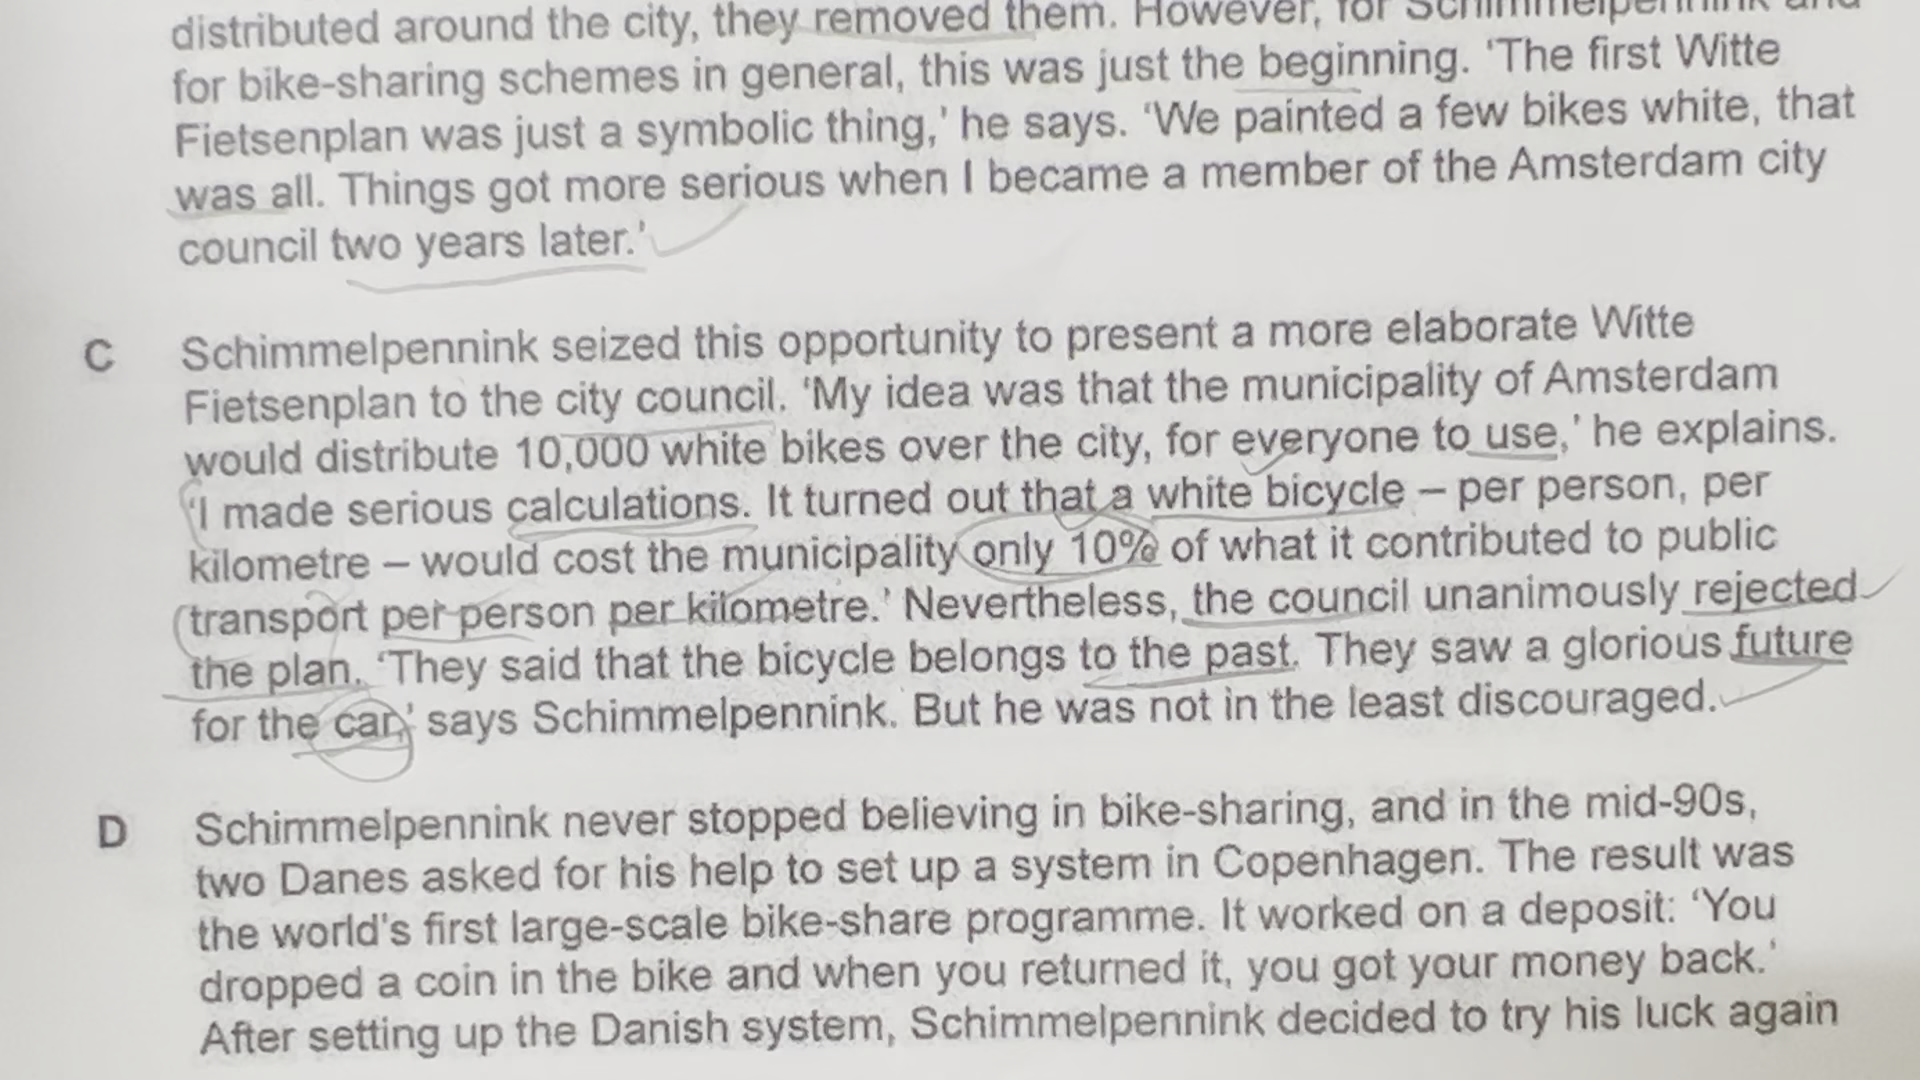 distributed around the city, they removed them. However, for Schimmelpennink and
for bike-sharing schemes in general, this was just the beginning. ‘The first Witte
Fietsenplan was just a symbolic thing,’ he says. ‘We painted a few bikes white, that
was all. Things got more serious when I became a member of the Amsterdam city
council two years later.’
C Schimmelpennink seized this opportunity to present a more elaborate Witte
Fietsenplan to the city council. ‘My idea was that the municipality of Amsterdam
would distribute 10,000 white bikes over the city, for everyone to use,’ he explains.
‘I made serious calculations. It turned out that a white bicycle – per person, per
kilometre – would cost the municipality only 10% of what it contributed to public
transport per person per kilometre.’ Nevertheless, the council unanimously rejected
the plan. ‘They said that the bicycle belongs to the past. They saw a glorious future
for the car,’ says Schimmelpennink. But he was not in the least discouraged.
D Schimmelpennink never stopped believing in bike-sharing, and in the mid-90s,
two Danes asked for his help to set up a system in Copenhagen. The result was
the world's first large-scale bike-share programme. It worked on a deposit: ‘You
dropped a coin in the bike and when you returned it, you got your money back.’
After setting up the Danish system, Schimmelpennink decided to try his luck again